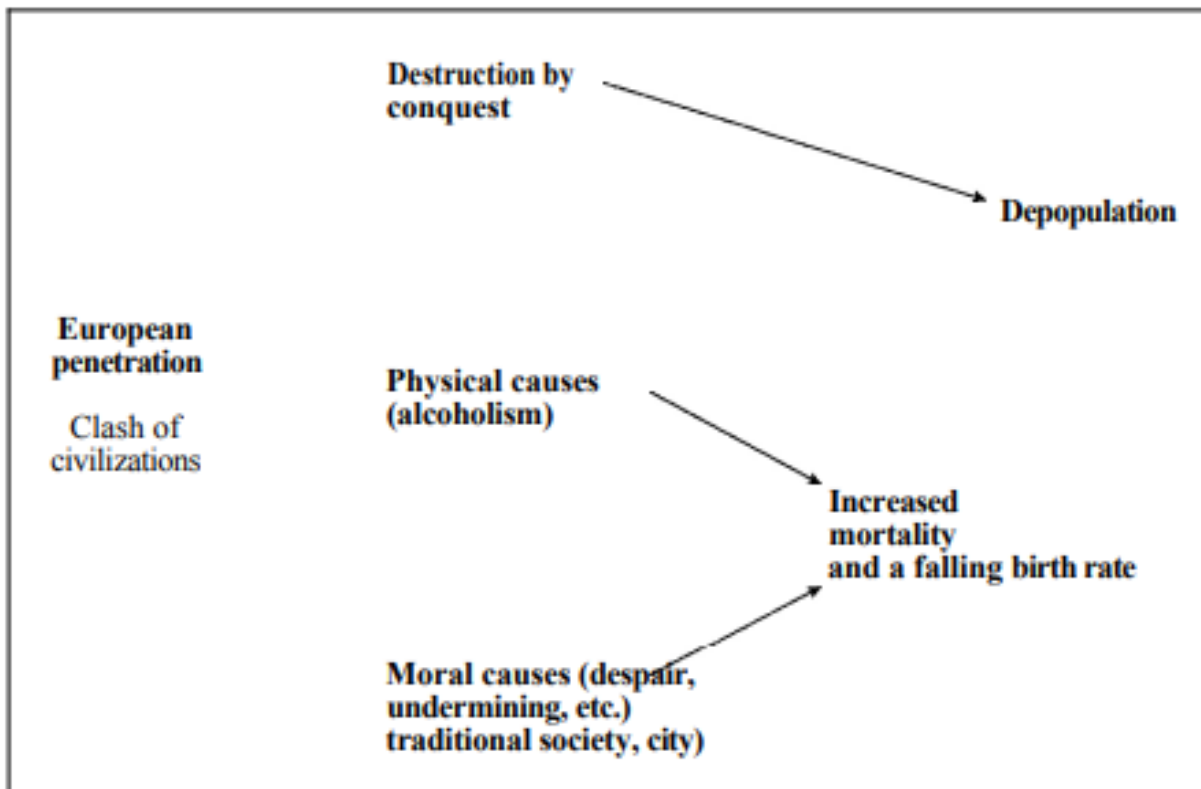 Destruction by
conquest
Depopulation
European
penetration
Clash of
civilizations
Physical causes
(alcoholism)
Increased
mortality
and a falling birth rate
Moral causes (despair,
undermining, etc.)
traditional society, city)